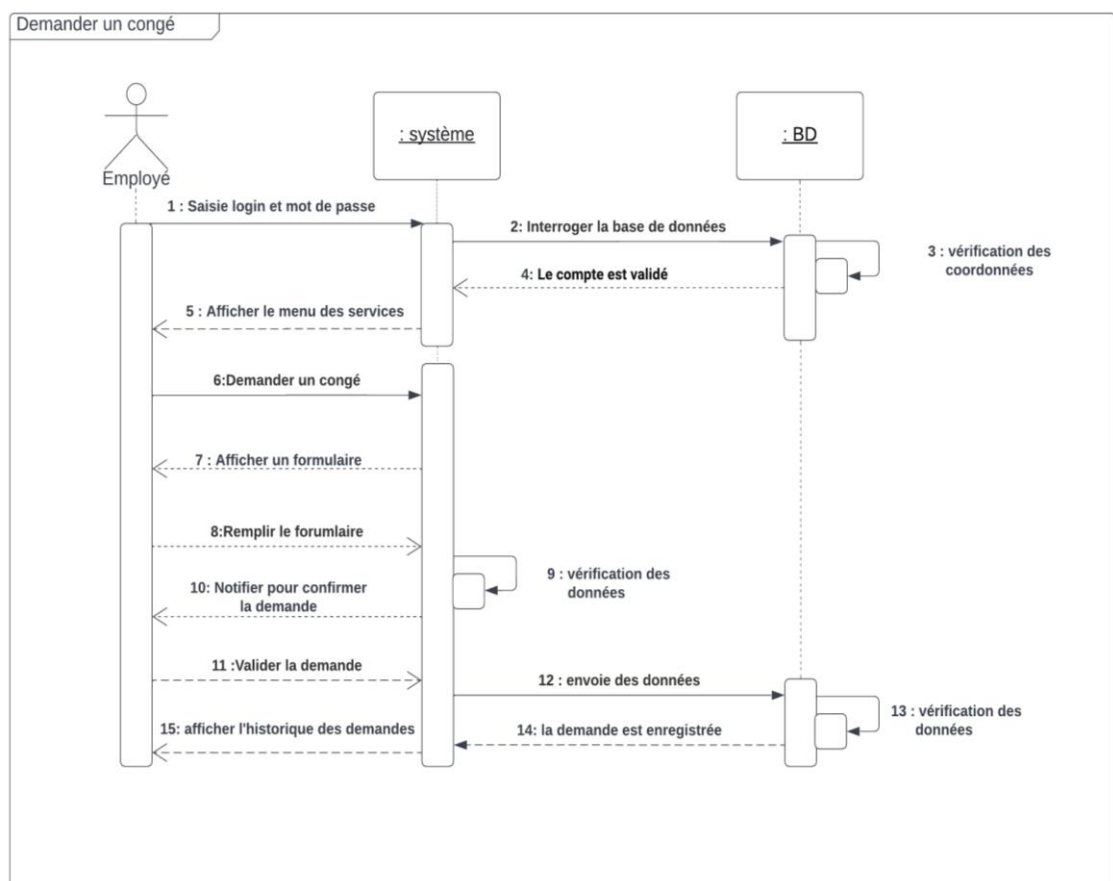 Demander un congé
Employé
: système
: BD
1 : Saisie login et mot de passe
2: Interroger la base de données
3 : vérification des
coordonnées
4: Le compte est validé
5 : Afficher le menu des services
6:Demander un congé
7 : Afficher un formulaire
8:Remplir le forumlaire
9 : vérification des
données
10: Notifier pour confirmer
la demande
11 :Valider la demande
12 : envoie des données
13 : vérification des
données
14: la demande est enregistrée
15: afficher l'historique des demandes